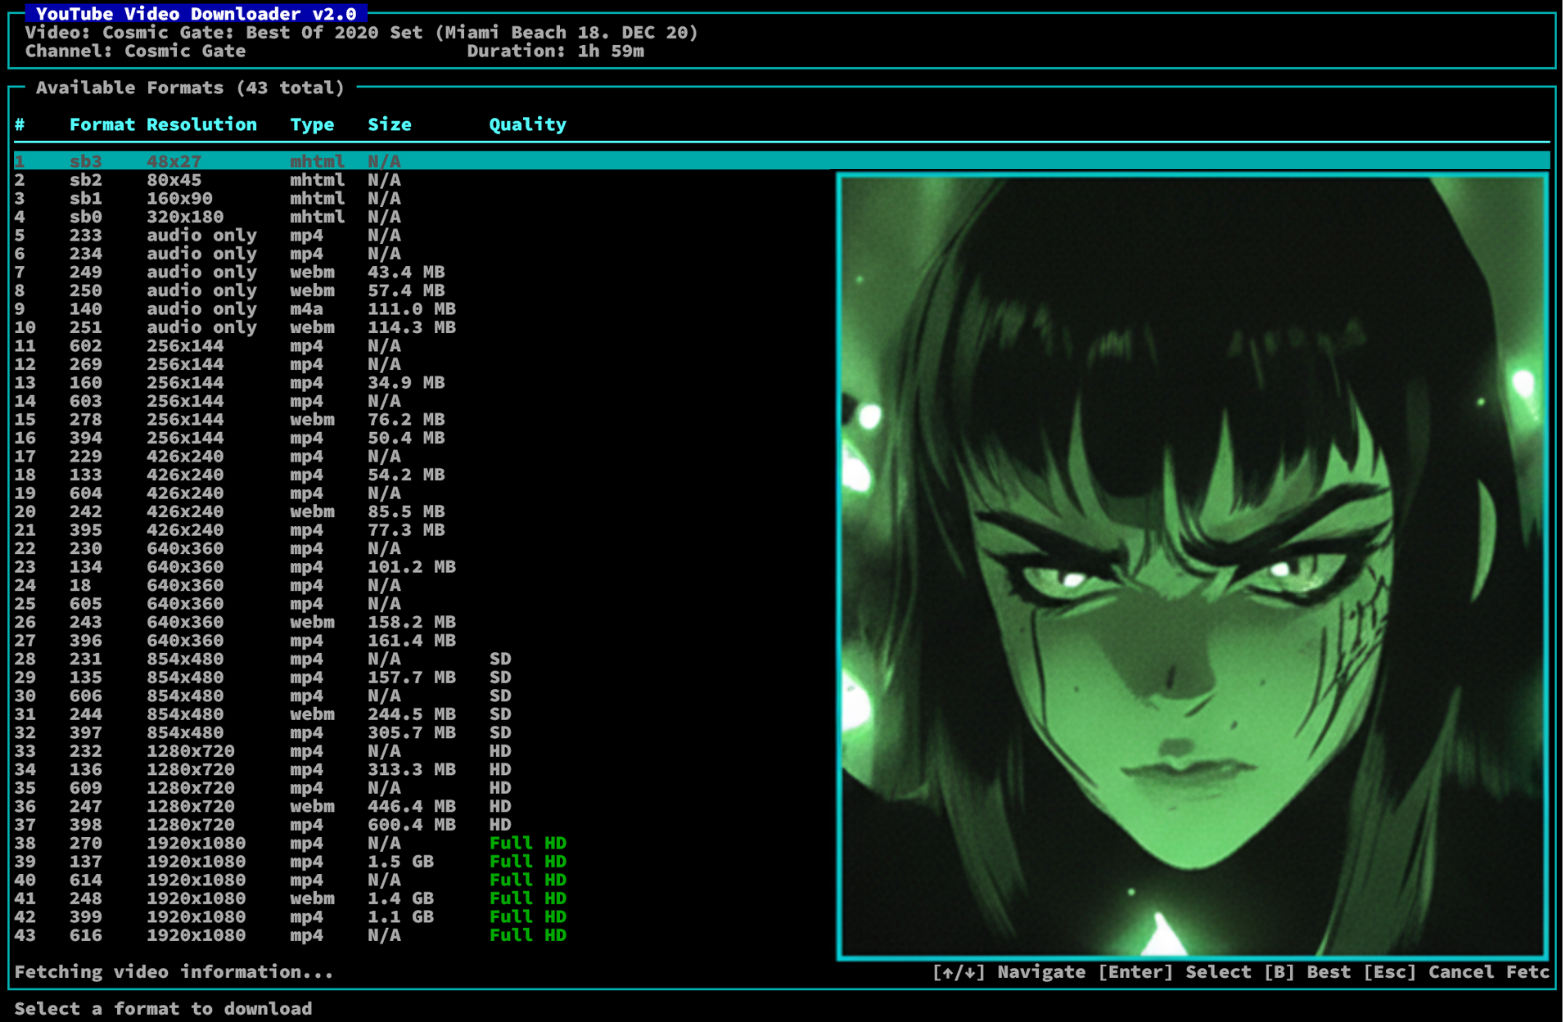 YouTube Video Downloader v2.0
Video: Cosmic Gate: Best Of 2020 Set (Miami Beach 18. DEC 20)
Channel: Cosmic Gate Duration: 1h 59m
Available Formats (43 total)
# Format Resolution Type Size Quality
1 sb3 48x27 mhtml N/A
2 sb2 80x45 mhtml N/A
3 sb1 160x90 mhtml N/A
4 sb0 320x180 mhtml N/A
5 233 audio only mp4 N/A
6 234 audio only mp4 N/A
7 249 audio only webm 43.4 MB
8 250 audio only webm 57.4 MB
9 140 audio only m4a 111.0 MB
10 251 audio only webm 114.3 MB
11 602 256x144 mp4 N/A
12 269 256x144 mp4 N/A
13 160 256x144 mp4 34.9 MB
14 603 256x144 mp4 N/A
15 278 256x144 webm 76.2 MB
16 394 256x144 mp4 50.4 MB
17 229 426x240 mp4 N/A
18 133 426x240 mp4 54.2 MB
19 604 426x240 mp4 N/A
20 242 426x240 webm 85.5 MB
21 395 426x240 mp4 77.3 MB
22 230 640x360 mp4 N/A
23 134 640x360 mp4 101.2 MB
24 18 640x360 mp4 N/A
25 605 640x360 mp4 N/A
26 243 640x360 webm 158.2 MB
27 396 640x360 mp4 161.4 MB
28 231 854x480 mp4 N/A SD
29 135 854x480 mp4 157.7 MB SD
30 606 854x480 mp4 N/A SD
31 244 854x480 webm 244.5 MB SD
32 397 854x480 mp4 305.7 MB SD
33 232 1280x720 mp4 N/A HD
34 136 1280x720 mp4 313.3 MB HD
35 609 1280x720 mp4 N/A HD
36 247 1280x720 webm 446.4 MB HD
37 398 1280x720 mp4 600.4 MB HD
38 270 1920x1080 mp4 N/A Full HD
39 137 1920x1080 mp4 1.5 GB Full HD
40 614 1920x1080 mp4 N/A Full HD
41 248 1920x1080 webm 1.4 GB Full HD
42 399 1920x1080 mp4 1.1 GB Full HD
43 616 1920x1080 mp4 N/A Full HD
Fetching video information... [↑/↓] Navigate [Enter] Select [B] Best [Esc] Cancel Fetc
Select a format to download